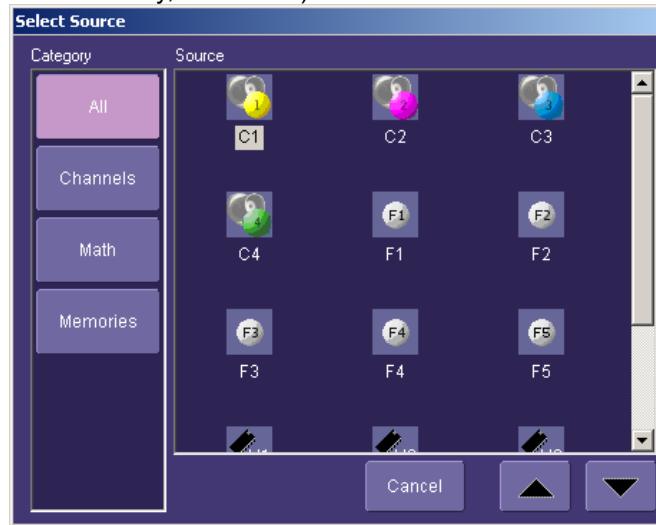 Select Source
Category Source
All
Channels
Math
Memories
1 2 3
C1 C2 C3
4 F1 F2
C4 F1 F2
F3 F4 F5
F3 F4 F5
Cancel